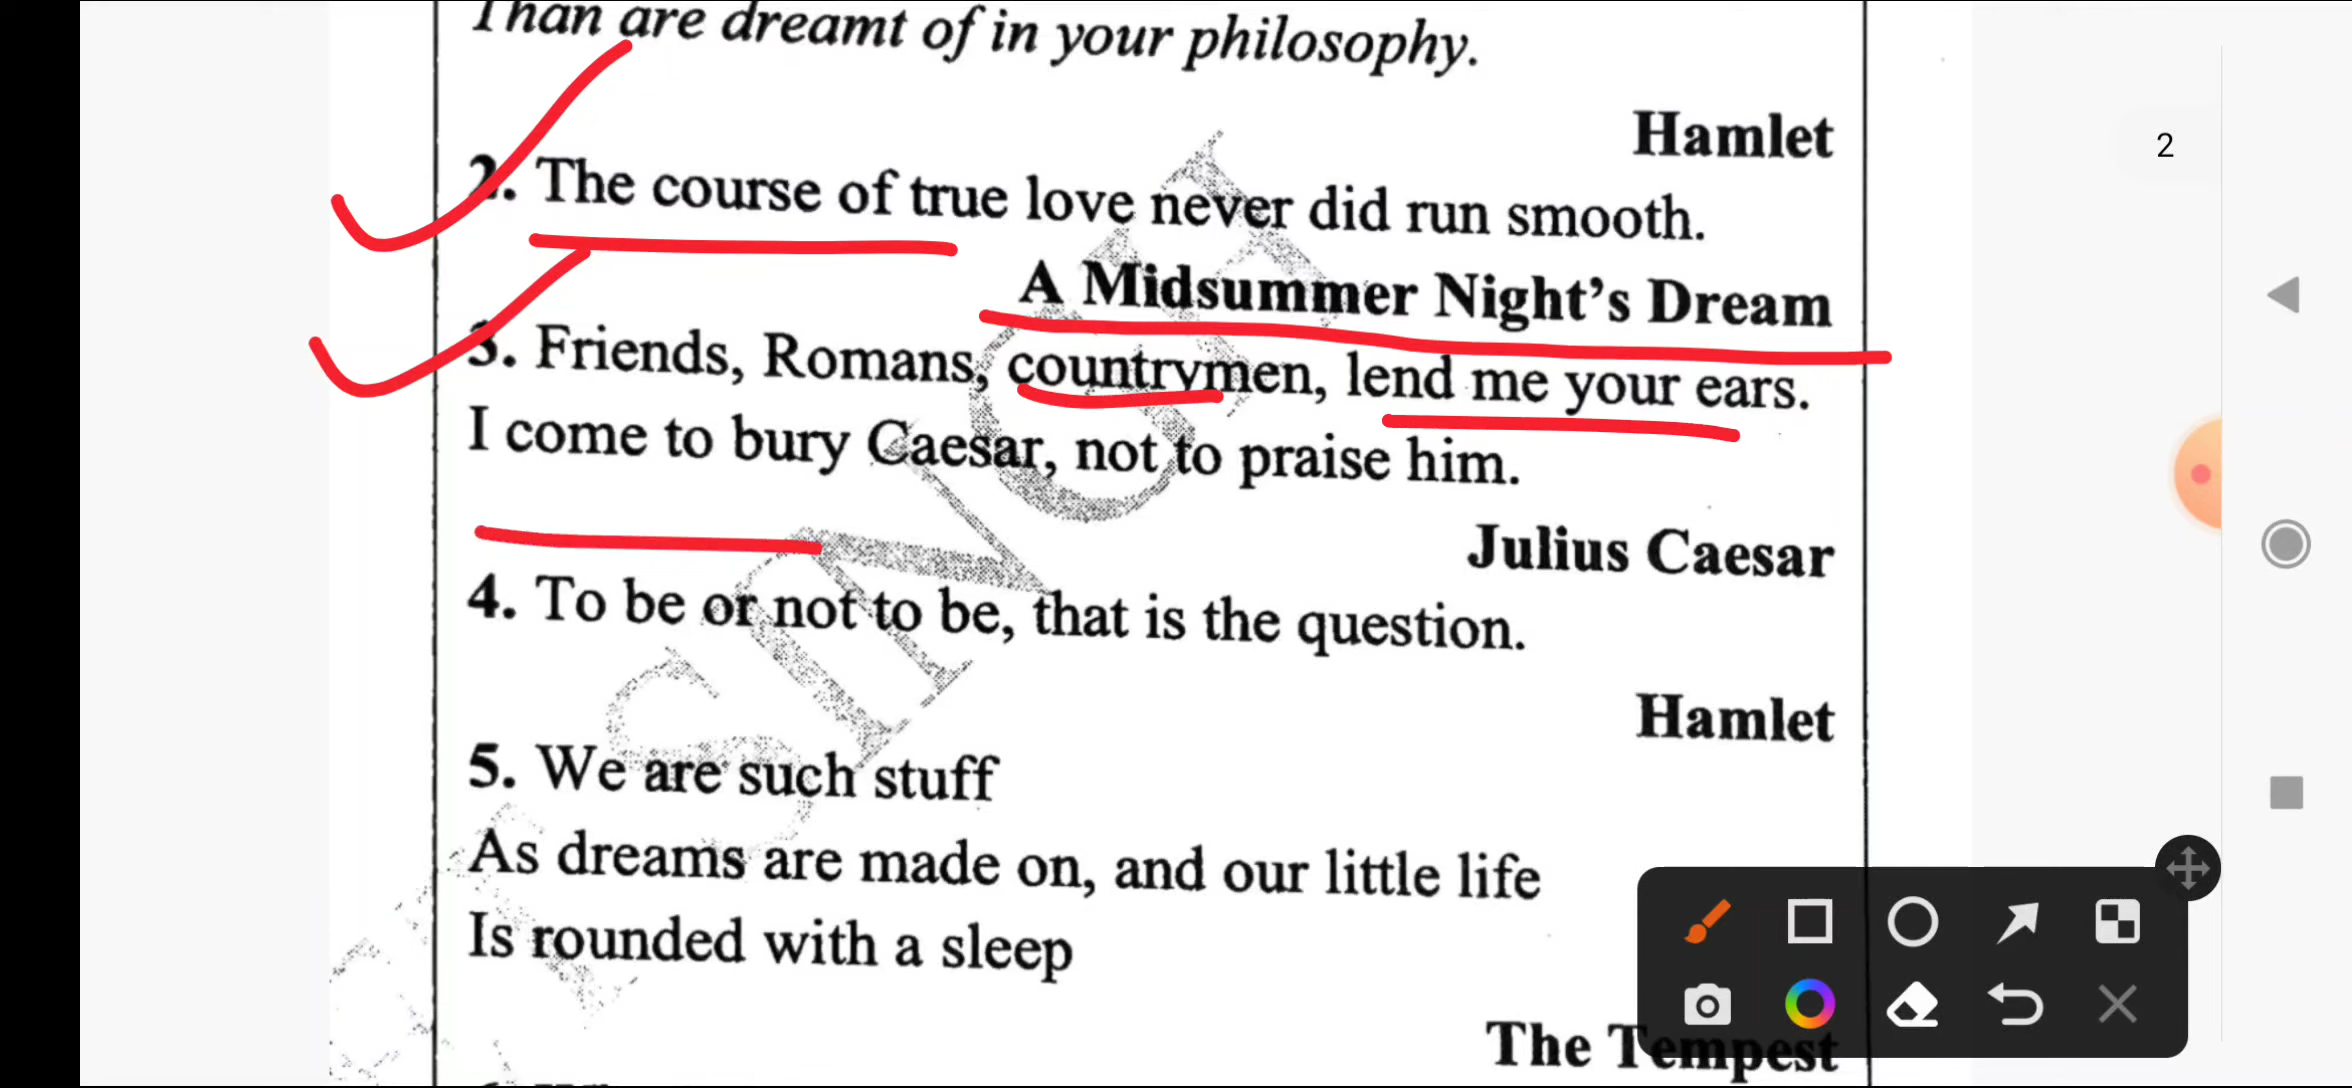 Than are dreamt of in your philosophy.
Hamlet
2
2. The course of true love never did run smooth.
A Midsummer Night's Dream
3. Friends, Romans, countrymen, lend me your ears.
I come to bury Caesar, not to praise him.
Julius Caesar
4. To be or not to be, that is the question.
Hamlet
5. We are such stuff
As dreams are made on, and our little life
Is rounded with a sleep
The Tempest